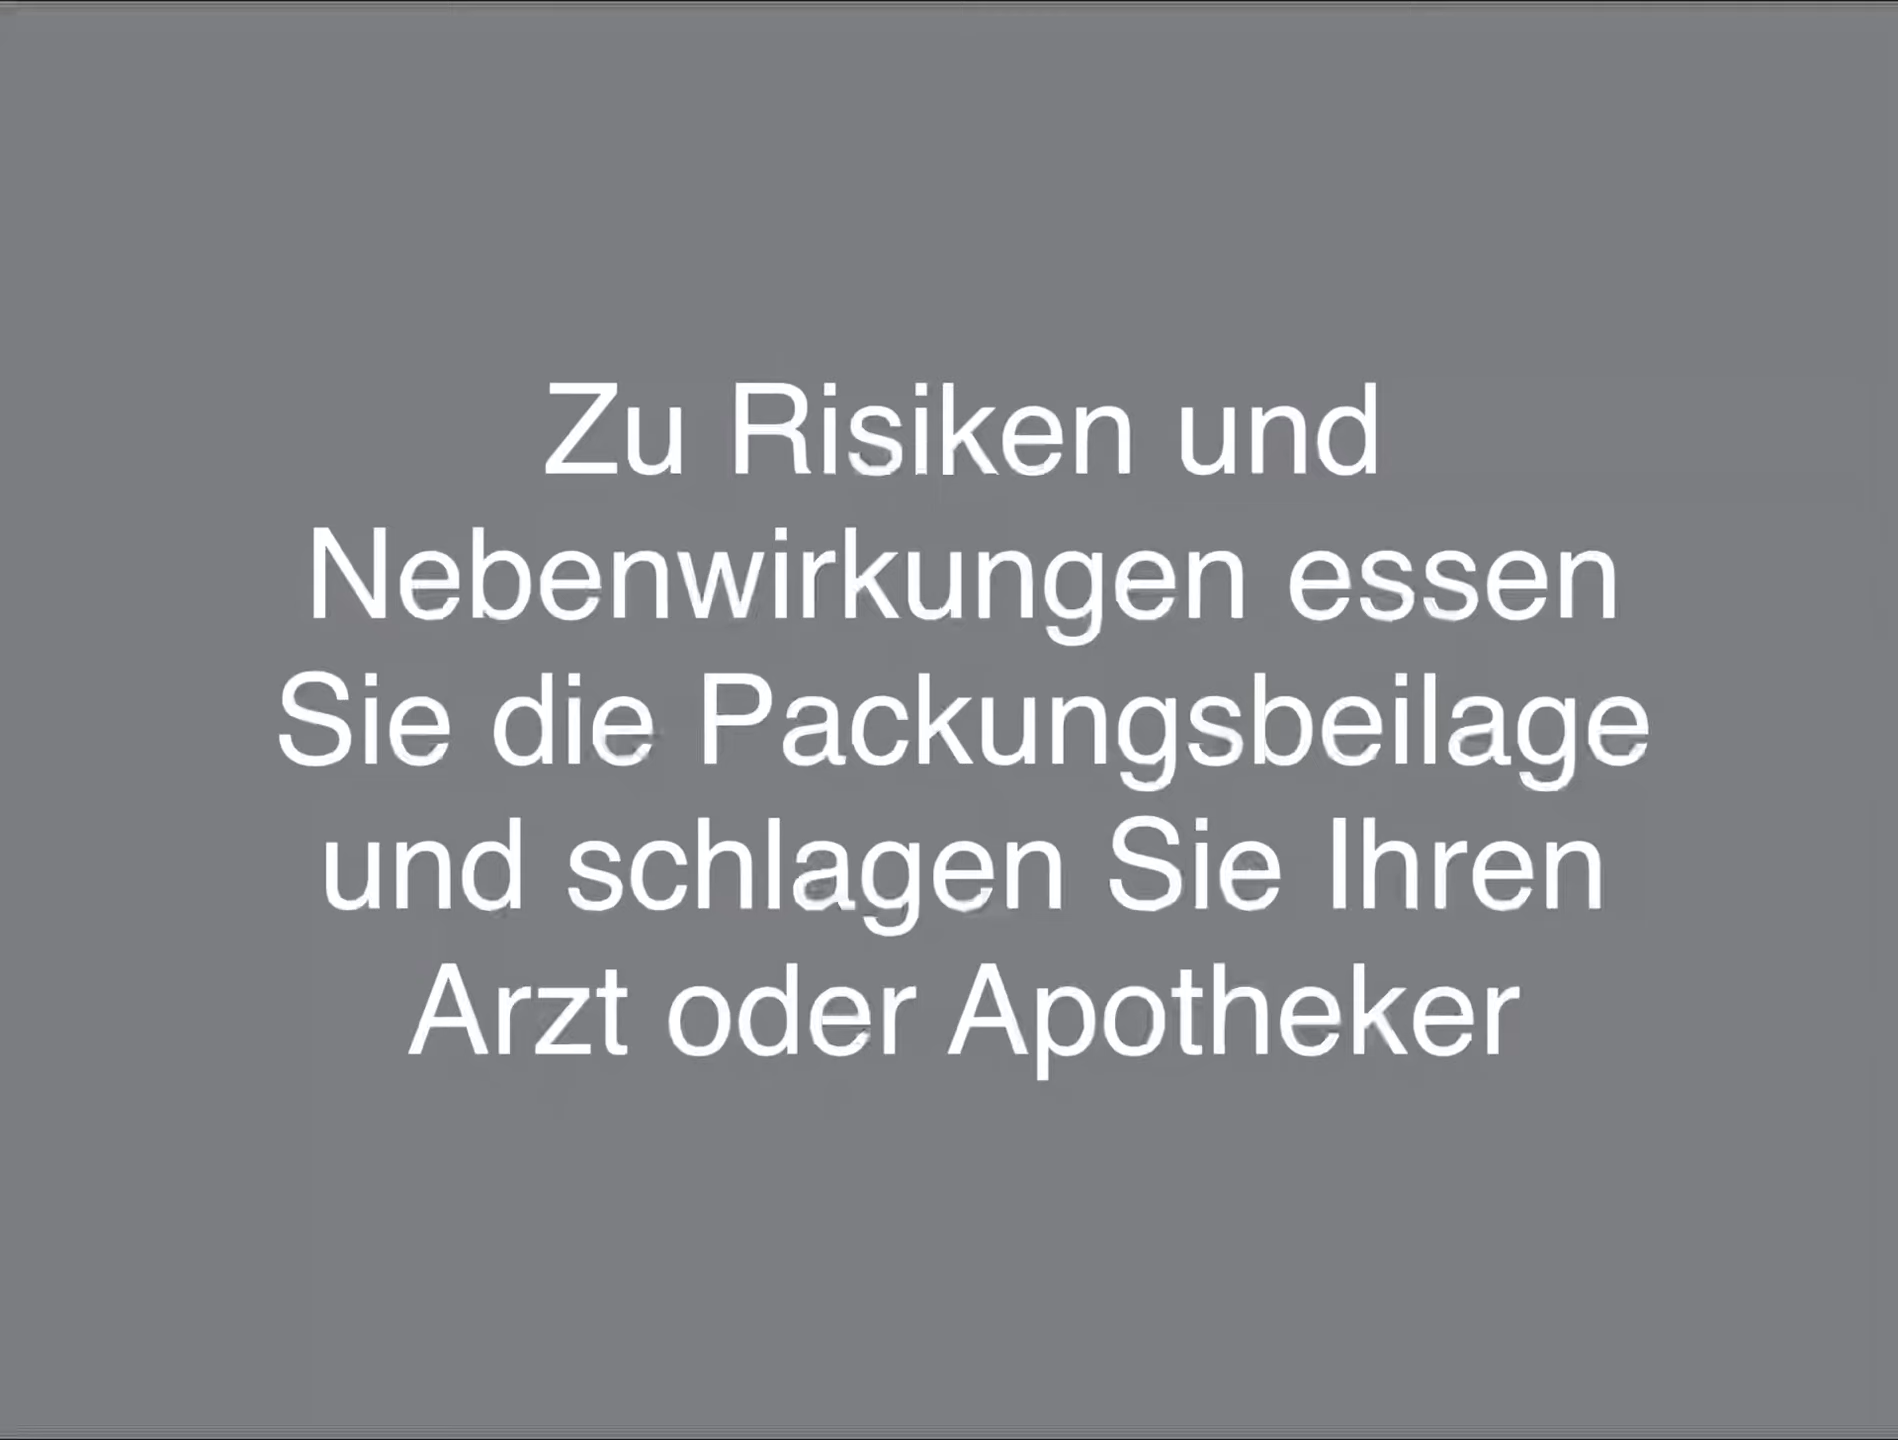 Zu Risiken und
Nebenwirkungen essen
Sie die Packungsbeilage
und schlagen Sie Ihren
Arzt oder Apotheker